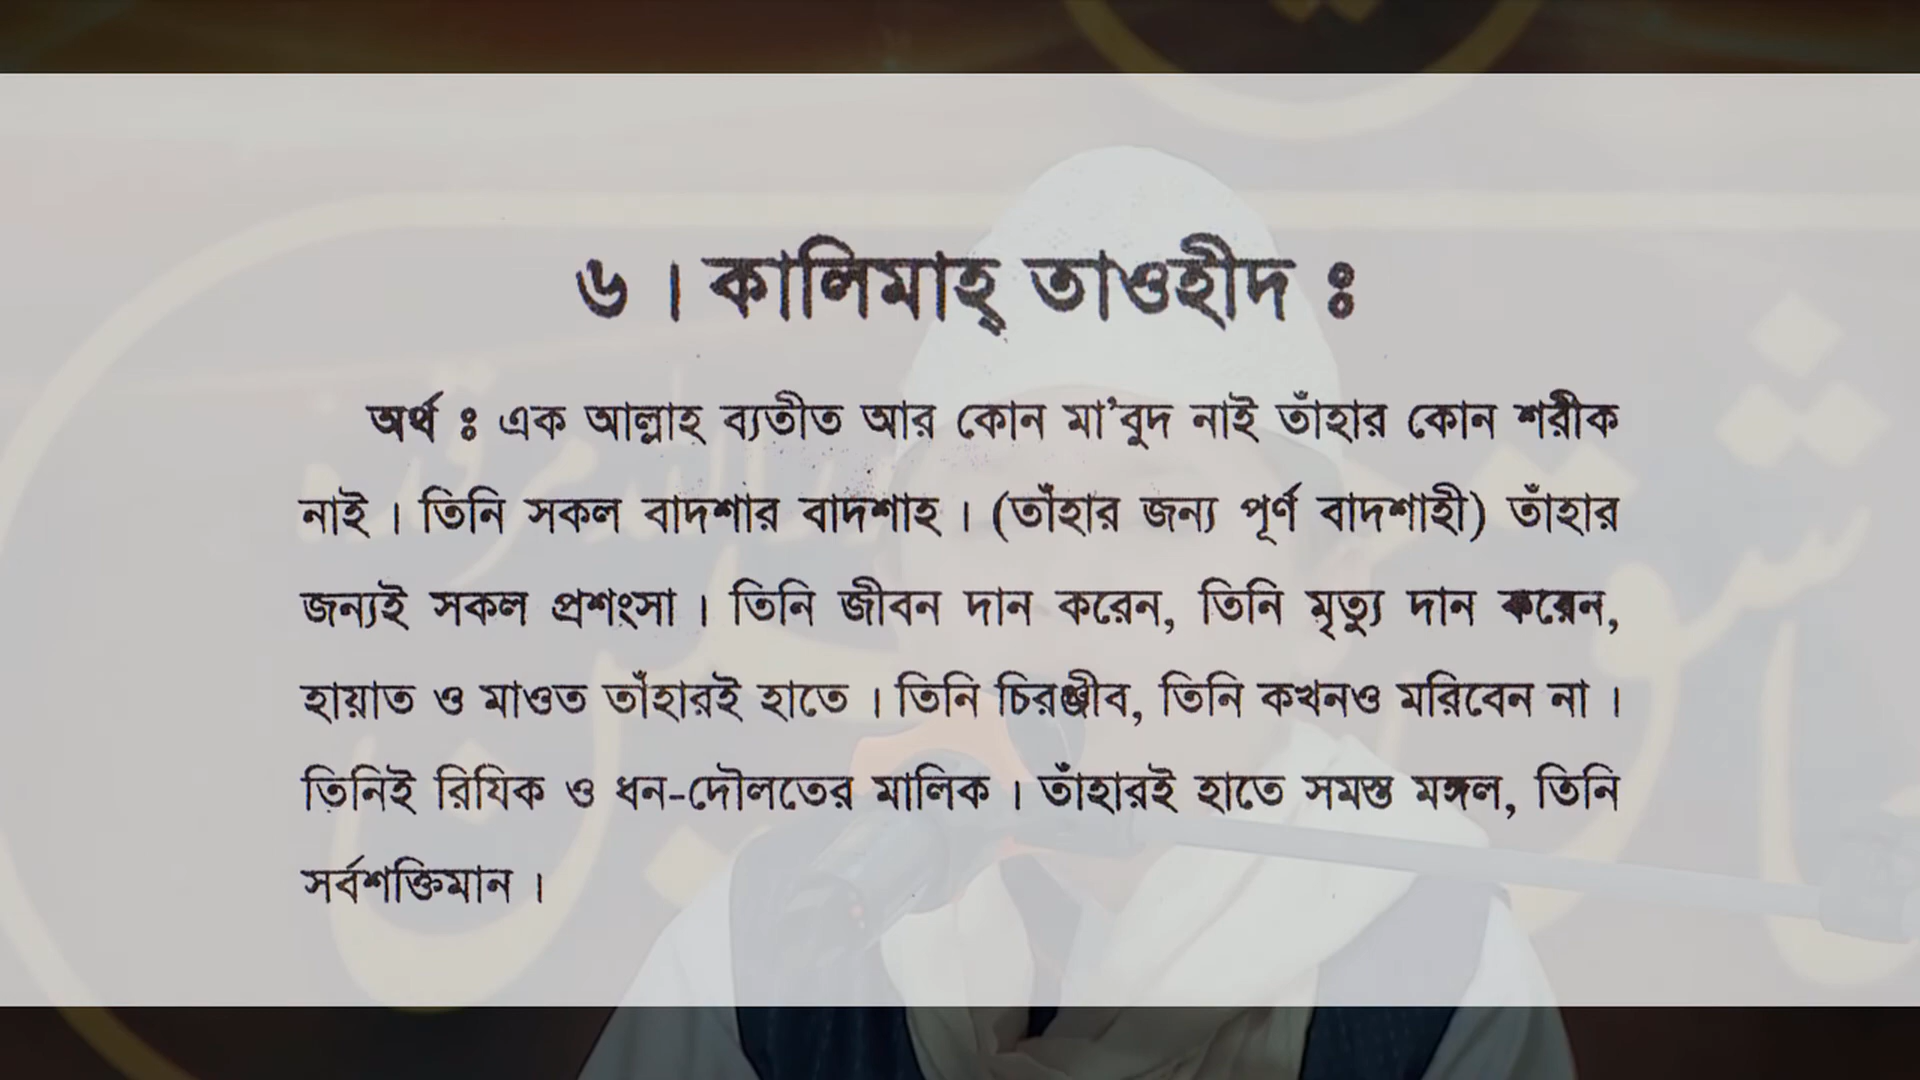 ৬ । কালিমাহ্ তাওহীদ ঃ
অর্থ ঃ এক আল্লাহ ব্যতীত আর কোন মা’বুদ নাই তাঁহার কোন শরীক
নাই । তিনি সকল বাদশার বাদশাহ । (তাঁহার জন্য পূর্ণ বাদশাহী) তাঁহার
জন্যই সকল প্রশংসা । তিনি জীবন দান করেন, তিনি মৃত্যু দান করেন,
হায়াত ও মাওত তাঁহারই হাতে । তিনি চিরঞ্জীব, তিনি কখনও মরিবেন না ।
তিনিই রিযিক ও ধন-দৌলতের মালিক । তাঁহারই হাতে সমস্ত মঙ্গল, তিনি
সর্বশক্তিমান ।